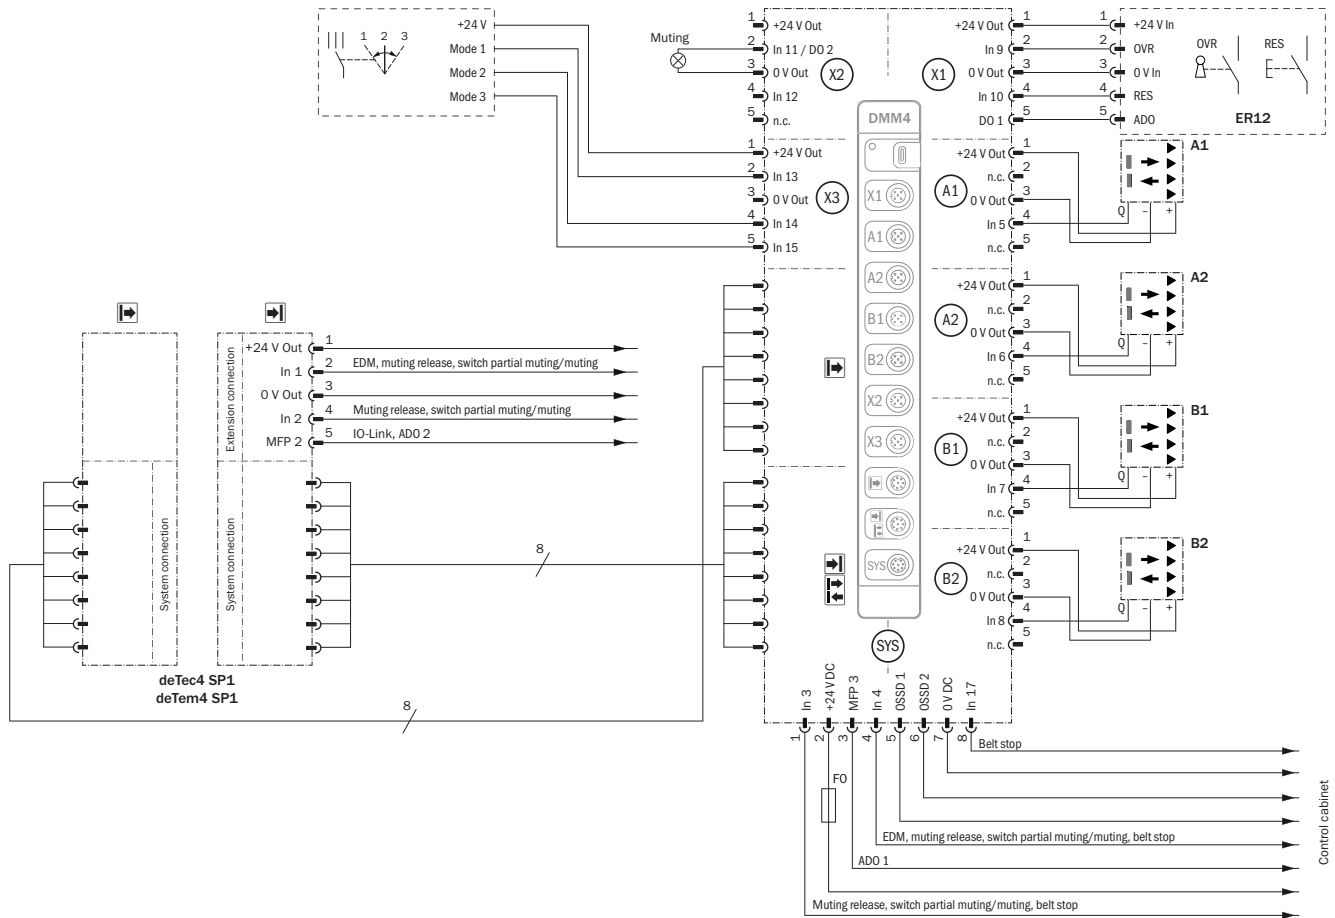 +24 V
Mode 1
Mode 2
Mode 3
1 2 3
Muting
1 +24 V Out
2 In 11 / DO 2
3 0 V Out
4 In 12
5 n.c.
X2
X1
+24 V Out 1
In 9 2
0 V Out 3
In 10 4
DO 1 5
1 +24 V In
2 OVR
3 0 V In
4 RES
5 ADO
OVR
RES
ER12
1 +24 V Out
2 In 13
3 0 V Out
4 In 14
5 In 15
X3
DMM4
X1
A1
A2
B1
B2
X2
X3
SYS
A1
+24 V Out 1
n.c. 2
0 V Out 3
In 5 4
n.c. 5
Q – +
A1
A2
+24 V Out 1
n.c. 2
0 V Out 3
In 6 4
n.c. 5
Q – +
A2
B1
+24 V Out 1
n.c. 2
0 V Out 3
In 7 4
n.c. 5
Q – +
B1
B2
+24 V Out 1
n.c. 2
0 V Out 3
In 8 4
n.c. 5
Q – +
B2
Extension connection
+24 V Out 1
In 1 2 EDM, muting release, switch partial muting/muting
0 V Out 3
In 2 4 Muting release, switch partial muting/muting
MFP 2 5 IO-Link, ADO 2
System connection
System connection
deTec4 SP1
deTem4 SP1
8
8
SYS
In 3
+24 V DC
MFP 3
In 4
OSSD 1
OSSD 2
0 V DC
In 17
1 2 3 4 5 6 7 8
Belt stop
F0
EDM, muting release, switch partial muting/muting, belt stop
ADO 1
Muting release, switch partial muting/muting, belt stop
Control cabinet